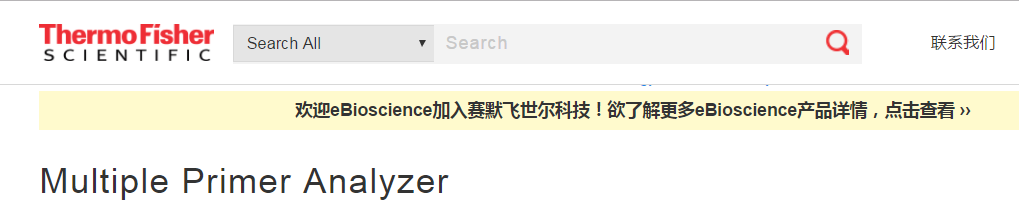 ThermoFisher
SCIENTIFIC
Search All
Search
联系我们
欢迎eBioscience加入赛默飞世尔科技！欲了解更多eBioscience产品详情，点击查看 ››
Multiple Primer Analyzer